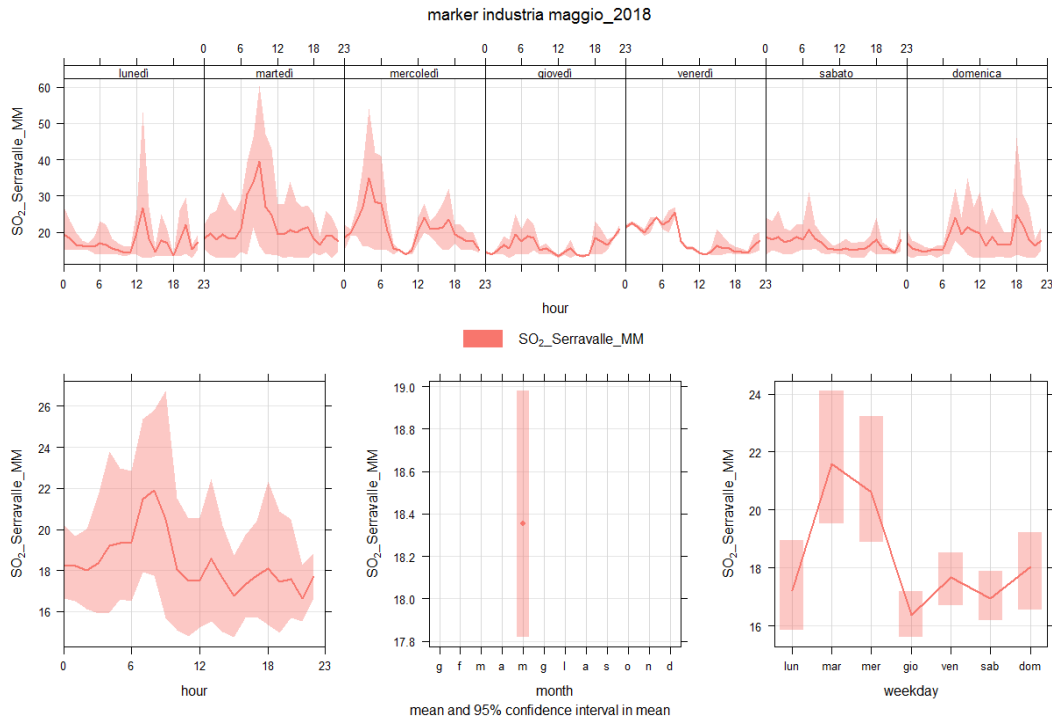 marker industria maggio_2018
0 6 12 18 23 0 6 12 18 23 0 6 12 18 23
lunedì martedì mercoledì giovedì venerdì sabato domenica
60
50
40
30
20
SO2_Serravalle_MM
0 6 12 18 23 0 6 12 18 23 0 6 12 18 23 0 6 12 18 23
hour
SO2_Serravalle_MM
26
24
22
20
18
16
SO2_Serravalle_MM
0 12 23
hour
19.0
18.8
18.6
18.4
18.2
18.0
17.8
SO2_Serravalle_MM
g f m a m g l a s o n d
month
24
22
20
18
16
SO2_Serravalle_MM
lun mar mer gio ven sab dom
weekday
mean and 95% confidence interval in mean